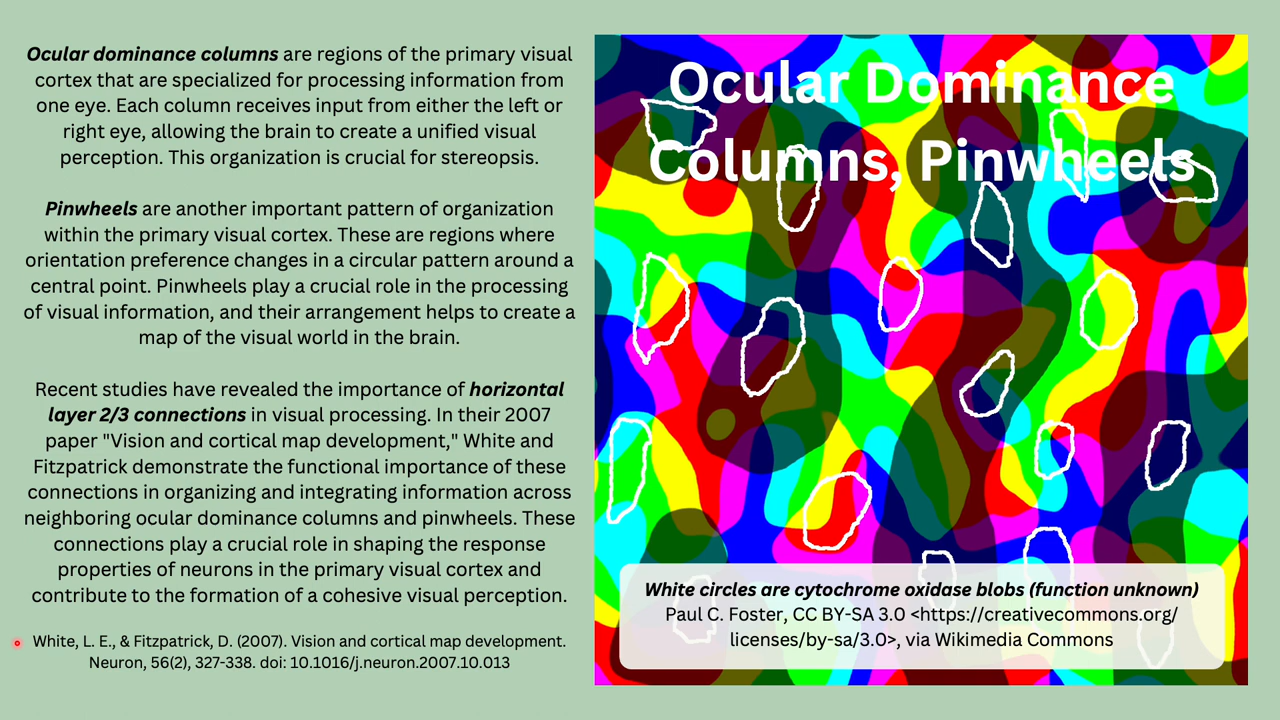 Ocular dominance columns are regions of the primary visual
cortex that are specialized for processing information from
one eye. Each column receives input from either the left or
right eye, allowing the brain to create a unified visual
perception. This organization is crucial for stereopsis.
Pinwheels are another important pattern of organization
within the primary visual cortex. These are regions where
orientation preference changes in a circular pattern around a
central point. Pinwheels play a crucial role in the processing
of visual information, and their arrangement helps to create a
map of the visual world in the brain.
Recent studies have revealed the importance of horizontal
layer 2/3 connections in visual processing. In their 2007
paper "Vision and cortical map development," White and
Fitzpatrick demonstrate the functional importance of these
connections in organizing and integrating information across
neighboring ocular dominance columns and pinwheels. These
connections play a crucial role in shaping the response
properties of neurons in the primary visual cortex and
contribute to the formation of a cohesive visual perception.
White, L. E., & Fitzpatrick, D. (2007). Vision and cortical map development.
Neuron, 56(2), 327-338. doi: 10.1016/j.neuron.2007.10.013
Ocular Dominance
Columns, Pinwheels
White circles are cytochrome oxidase blobs (function unknown)
Paul C. Foster, CC BY-SA 3.0 <https://creativecommons.org/
licenses/by-sa/3.0>, via Wikimedia Commons